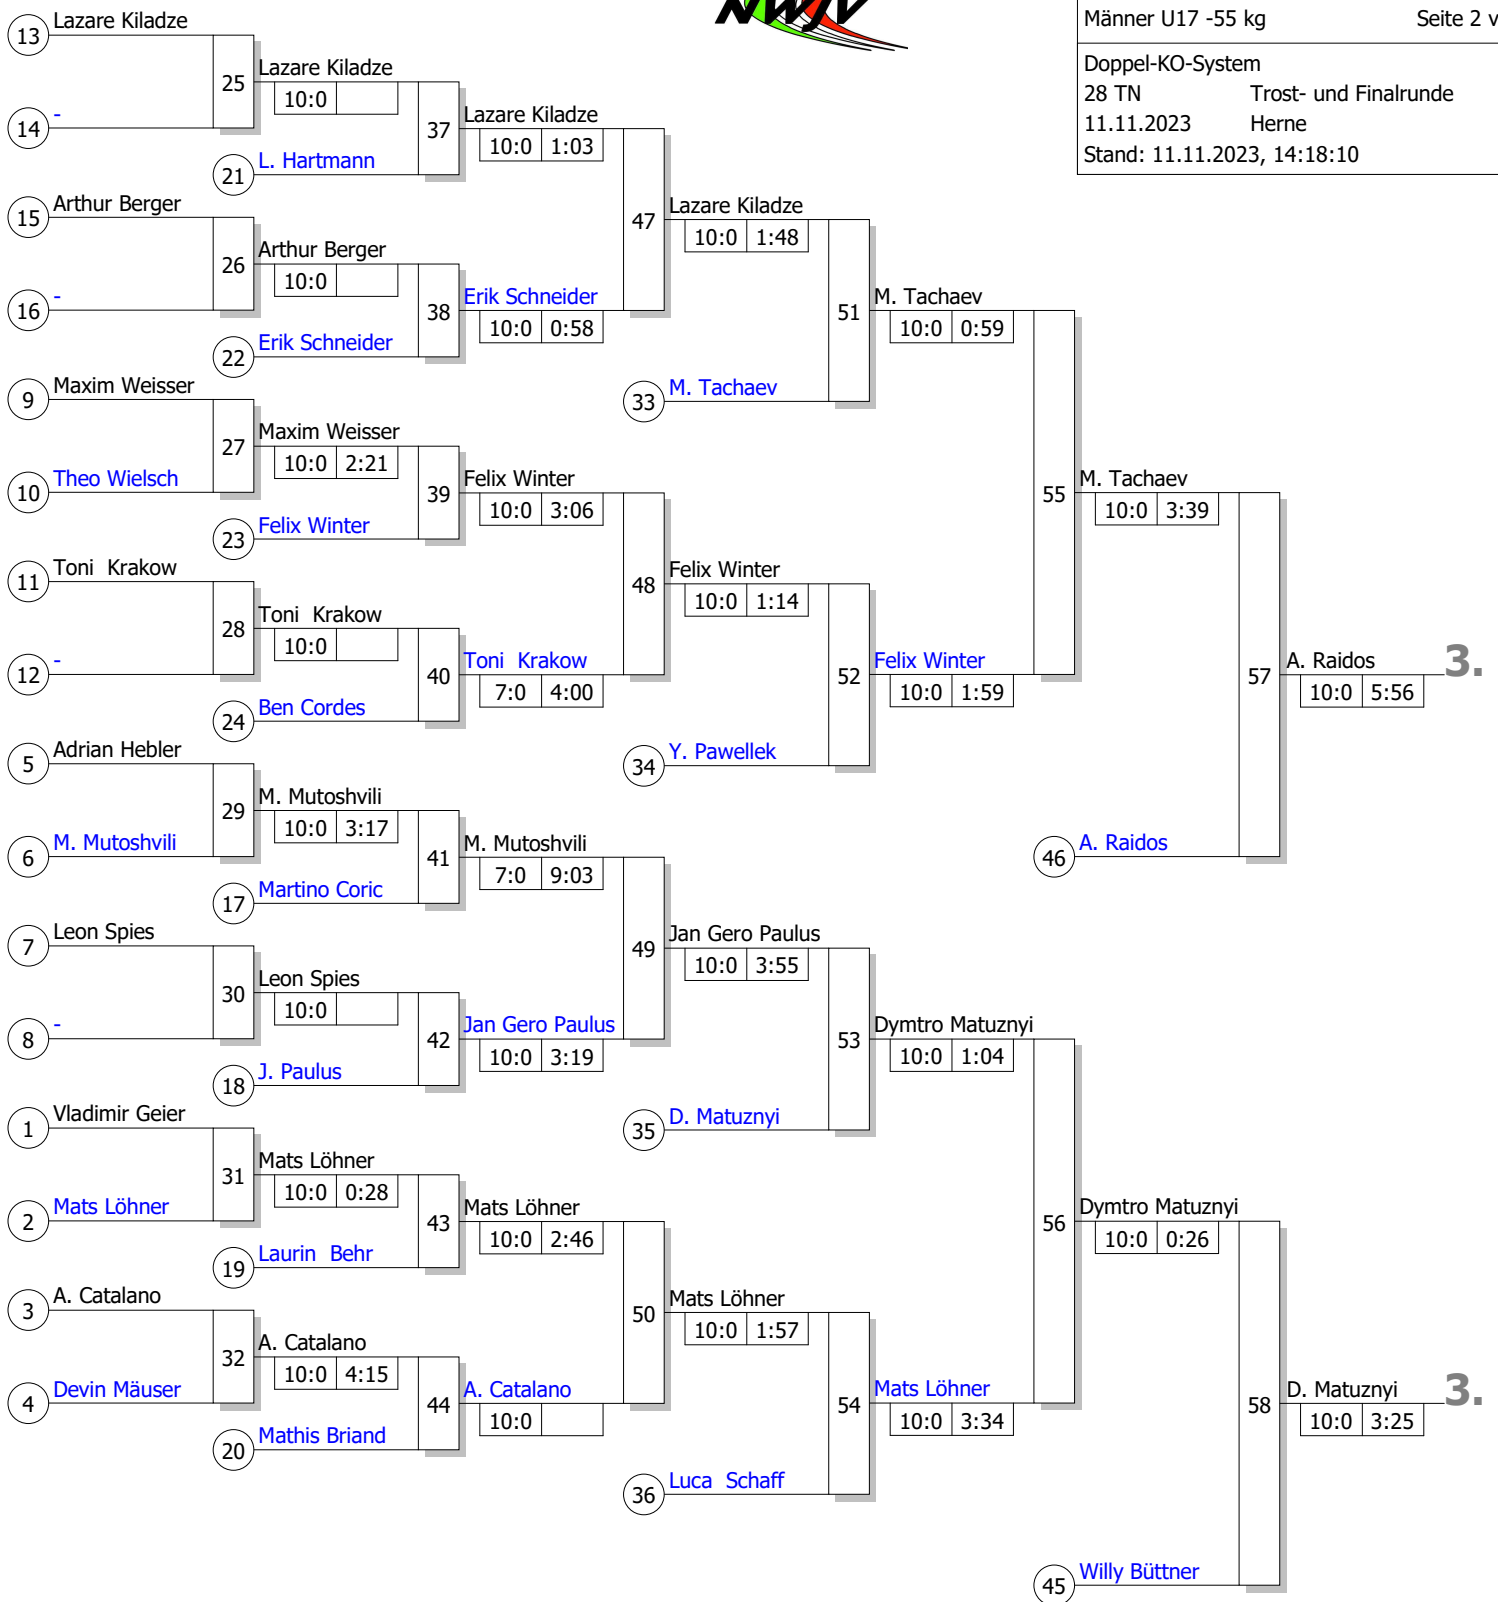 NWJV
Männer U17 -55 kg Seite 2 v
Doppel-KO-System
28 TN Trost- und Finalrunde
11.11.2023 Herne
Stand: 11.11.2023, 14:18:10
13 Lazare Kiladze
14 -
25 Lazare Kiladze
10:0
21 L. Hartmann
37 Lazare Kiladze
10:0 1:03
15 Arthur Berger
16 -
26 Arthur Berger
10:0
22 Erik Schneider
38 Erik Schneider
10:0 0:58
47 Lazare Kiladze
10:0 1:48
33 M. Tachaev
51 M. Tachaev
10:0 0:59
9 Maxim Weisser
10 Theo Wielsch
27 Maxim Weisser
10:0 2:21
23 Felix Winter
39 Felix Winter
10:0 3:06
11 Toni Krakow
12 -
28 Toni Krakow
10:0
24 Ben Cordes
40 Toni Krakow
7:0 4:00
48 Felix Winter
10:0 1:14
34 Y. Pawellek
52 Felix Winter
10:0 1:59
55 M. Tachaev
10:0 3:39
46 A. Raidos
57 A. Raidos 3.
10:0 5:56
5 Adrian Hebler
6 M. Mutoshvili
29 M. Mutoshvili
10:0 3:17
17 Martino Coric
41 M. Mutoshvili
7:0 9:03
7 Leon Spies
8 -
30 Leon Spies
10:0
18 J. Paulus
42 Jan Gero Paulus
10:0 3:19
49 Jan Gero Paulus
10:0 3:55
35 D. Matuznyi
53 Dymtro Matuznyi
10:0 1:04
1 Vladimir Geier
2 Mats Löhner
31 Mats Löhner
10:0 0:28
19 Laurin Behr
43 Mats Löhner
10:0 2:46
3 A. Catalano
4 Devin Mäuser
32 A. Catalano
10:0 4:15
20 Mathis Briand
44 A. Catalano
10:0
50 Mats Löhner
10:0 1:57
36 Luca Schaff
54 Mats Löhner
10:0 3:34
56 Dymtro Matuznyi
10:0 0:26
45 Willy Büttner
58 D. Matuznyi 3.
10:0 3:25